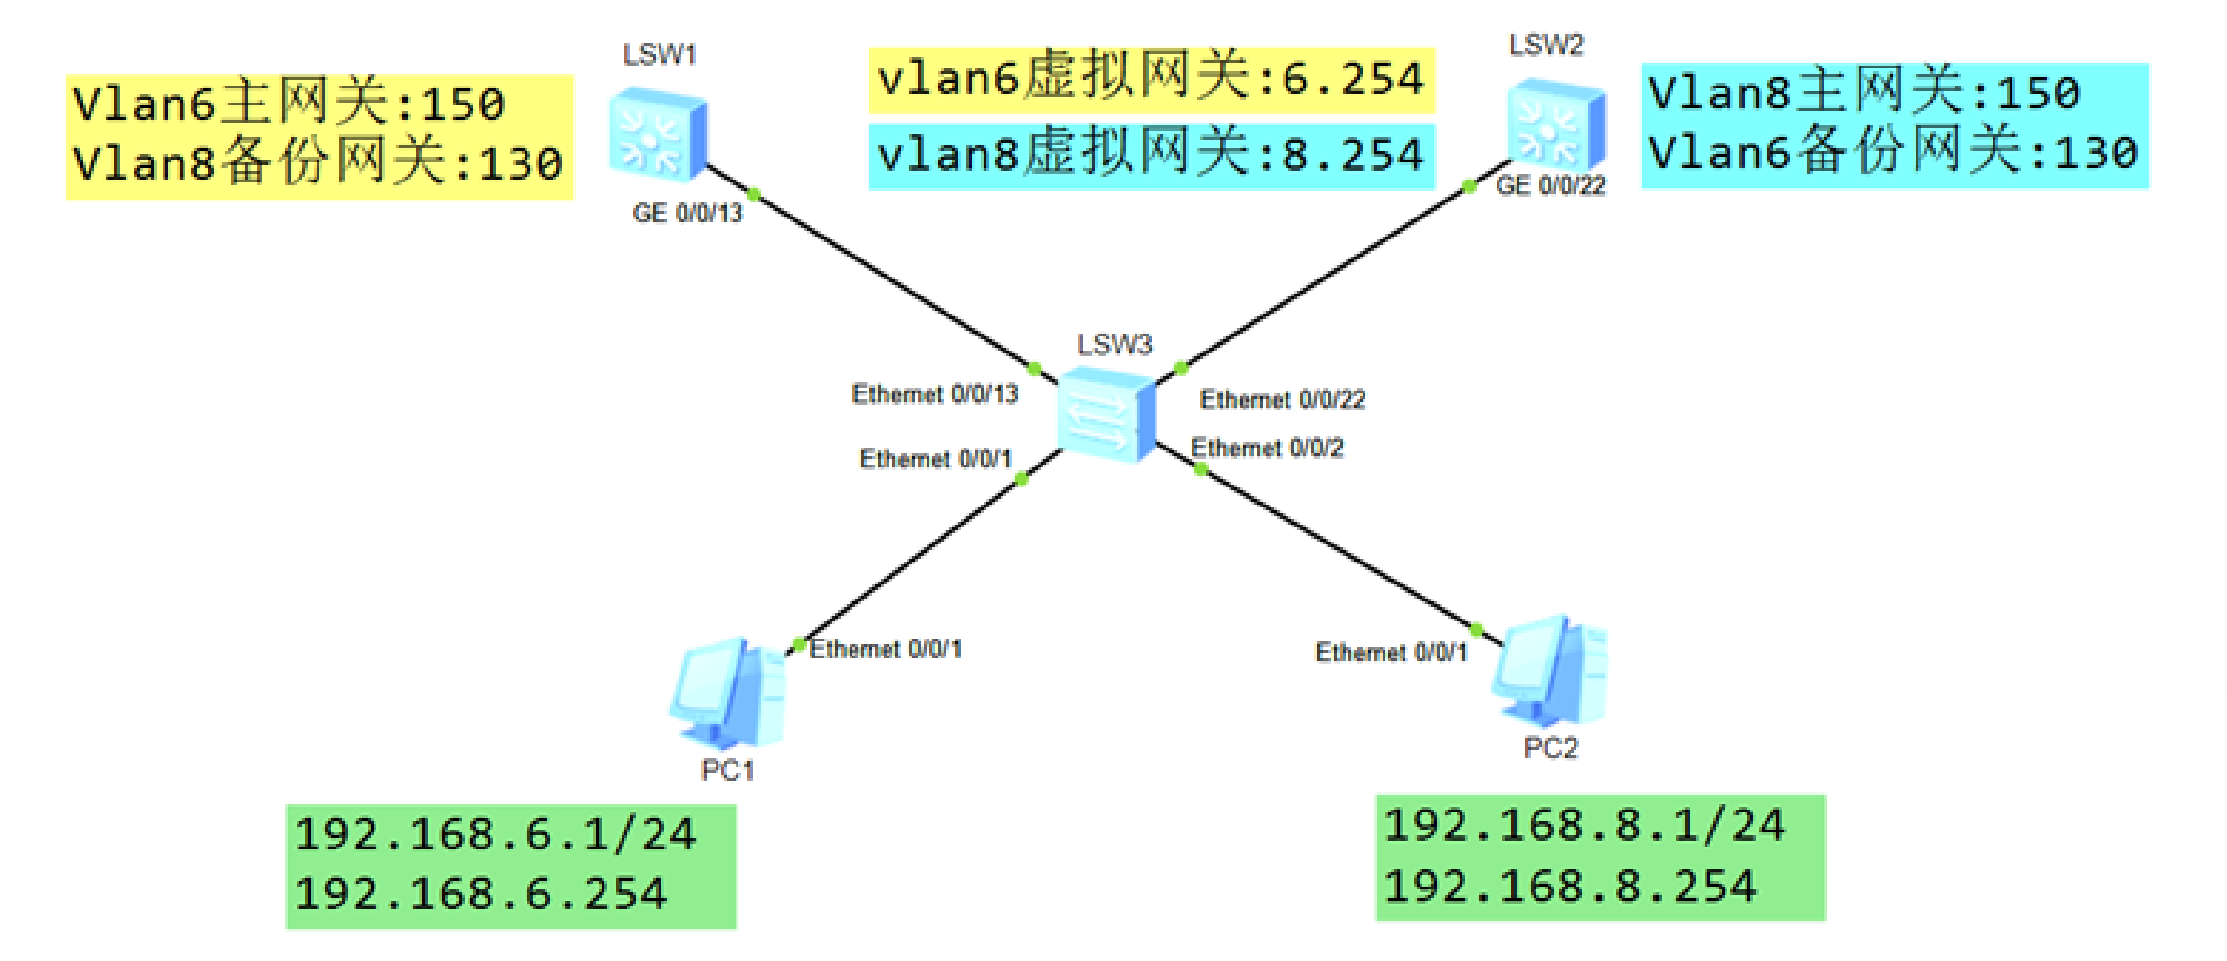 LSW1
LSW2
Vlan6主网关:150
Vlan8备份网关:130
vlan6虚拟网关:6.254
vlan8虚拟网关:8.254
Vlan8主网关:150
Vlan6备份网关:130
GE 0/0/13
GE 0/0/22
LSW3
Ethernet 0/0/13
Ethernet 0/0/22
Ethernet 0/0/1
Ethernet 0/0/2
Ethernet 0/0/1
Ethernet 0/0/1
PC1
PC2
192.168.6.1/24
192.168.6.254
192.168.8.1/24
192.168.8.254